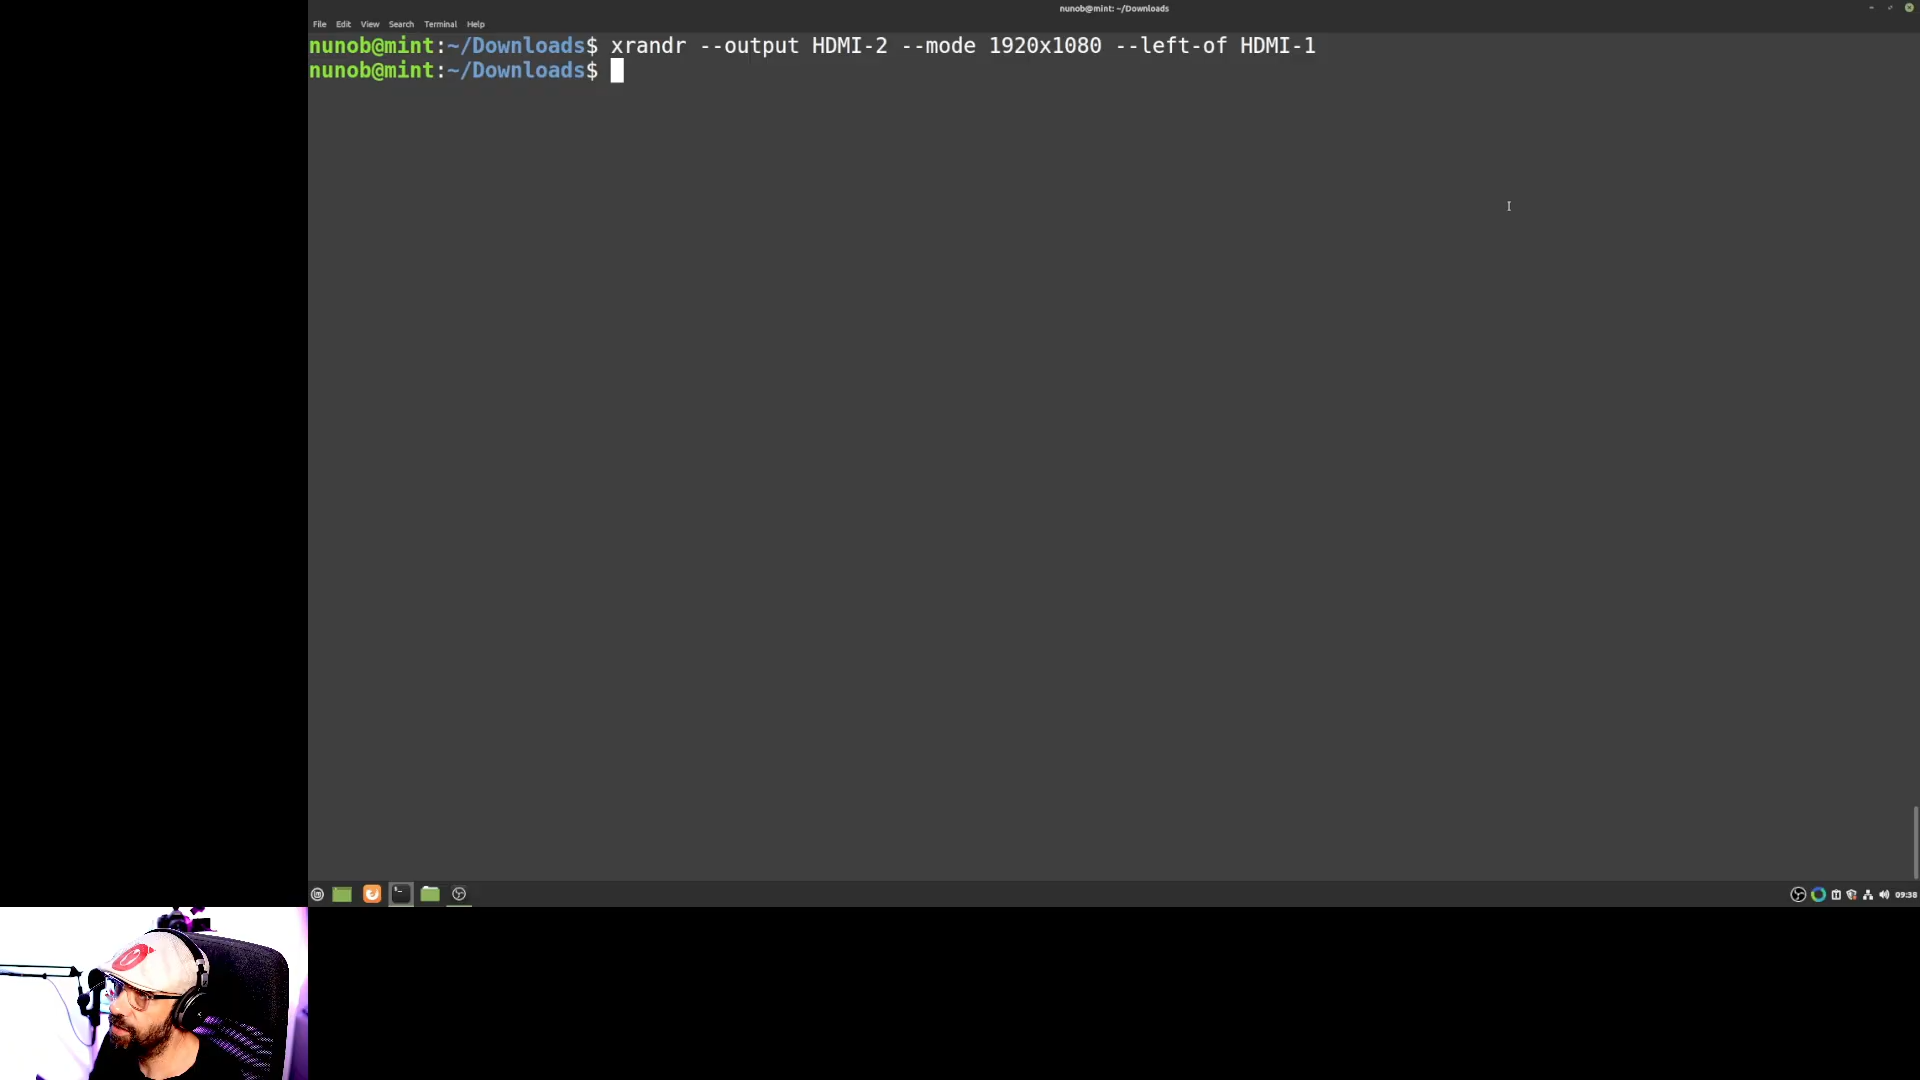 nunob@mint: ~/Downloads
File Edit View Search Terminal Help
nunob@mint:~/Downloads$ xrandr --output HDMI-2 --mode 1920x1080 --left-of HDMI-1
nunob@mint:~/Downloads$
09:38